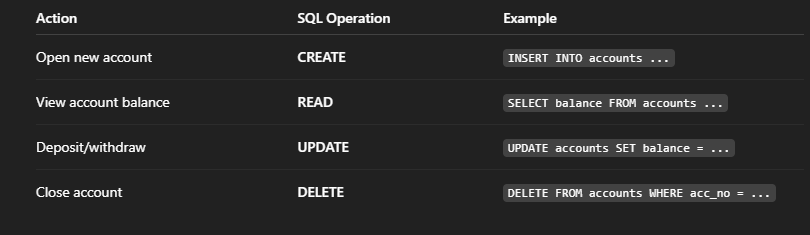 Action SQL Operation Example
Open new account CREATE INSERT INTO accounts ...
View account balance READ SELECT balance FROM accounts ...
Deposit/withdraw UPDATE UPDATE accounts SET balance = ...
Close account DELETE DELETE FROM accounts WHERE acc_no = ...